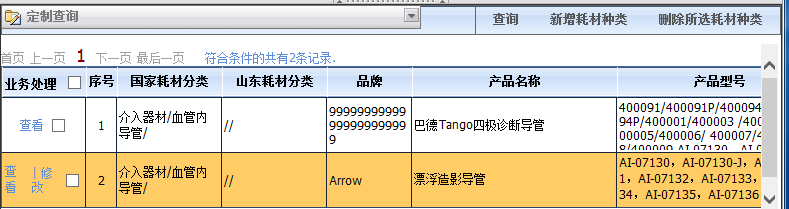 定制查询
查询 新增耗材种类 删除所选耗材种类
首页 上一页 1 下一页 最后一页 符合条件的共有2条记录.
业务处理 序号 国家耗材分类 山东耗材分类 品牌 产品名称 产品型号
查看 1 介入器材/血管内导管/ // 99999999999999999999999999 巴德Tango四极诊断导管 400091/400091P/400094
94P/400001/400003 /400
00005/400006/ 400007/
查看 | 修改 2 介入器材/血管内导管/ // Arrow 漂浮造影导管 AI-07130，AI-07130-J，A
1，AI-07132，AI-07133，
34，AI-07135，AI-07136